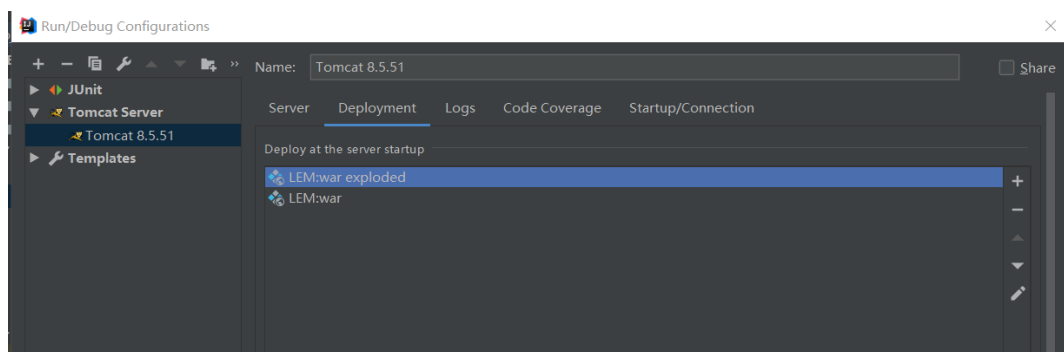 Run/Debug Configurations
Name: Tomcat 8.5.51
Share
JUnit
Tomcat Server
Tomcat 8.5.51
Templates
Server Deployment Logs Code Coverage Startup/Connection
Deploy at the server startup
LEM:war exploded
LEM:war